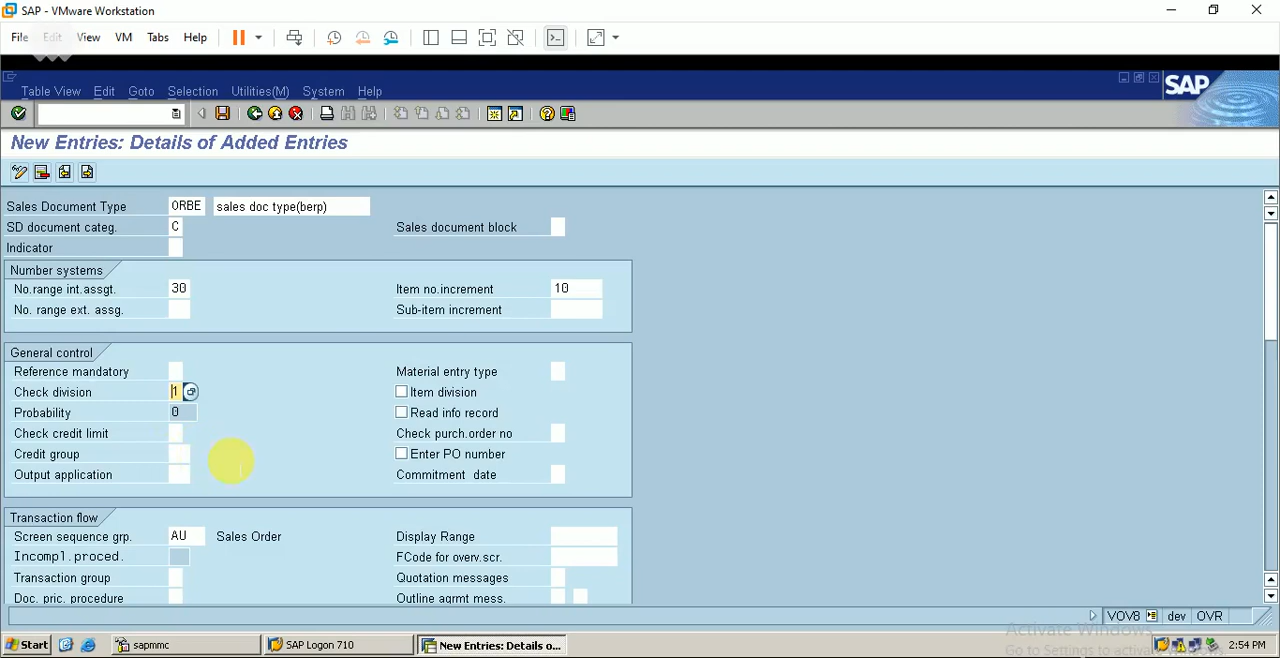 SAP - VMware Workstation
File Edit View VM Tabs Help
Table View Edit Goto Selection Utilities(M) System Help
SAP
New Entries: Details of Added Entries
Sales Document Type ORBE sales doc type(berp)
SD document categ. C Sales document block
Indicator
Number systems
No.range int.assgt. 30 Item no.increment 10
No. range ext. assg. Sub-item increment
General control
Reference mandatory Material entry type
Check division 1 Item division
Probability 0 Read info record
Check credit limit Check purch.order no
Credit group Enter PO number
Output application Commitment date
Transaction flow
Screen sequence grp. AU Sales Order Display Range
Incompl.proced. FCode for overv.scr.
Transaction group Quotation messages
Doc. pric. procedure Outline agrmt mess.
VOV8 dev OVR
Activate Windows
Go to Settings to activate Windows.
Start sapmmc SAP Logon 710 New Entries: Details o... 2:54 PM